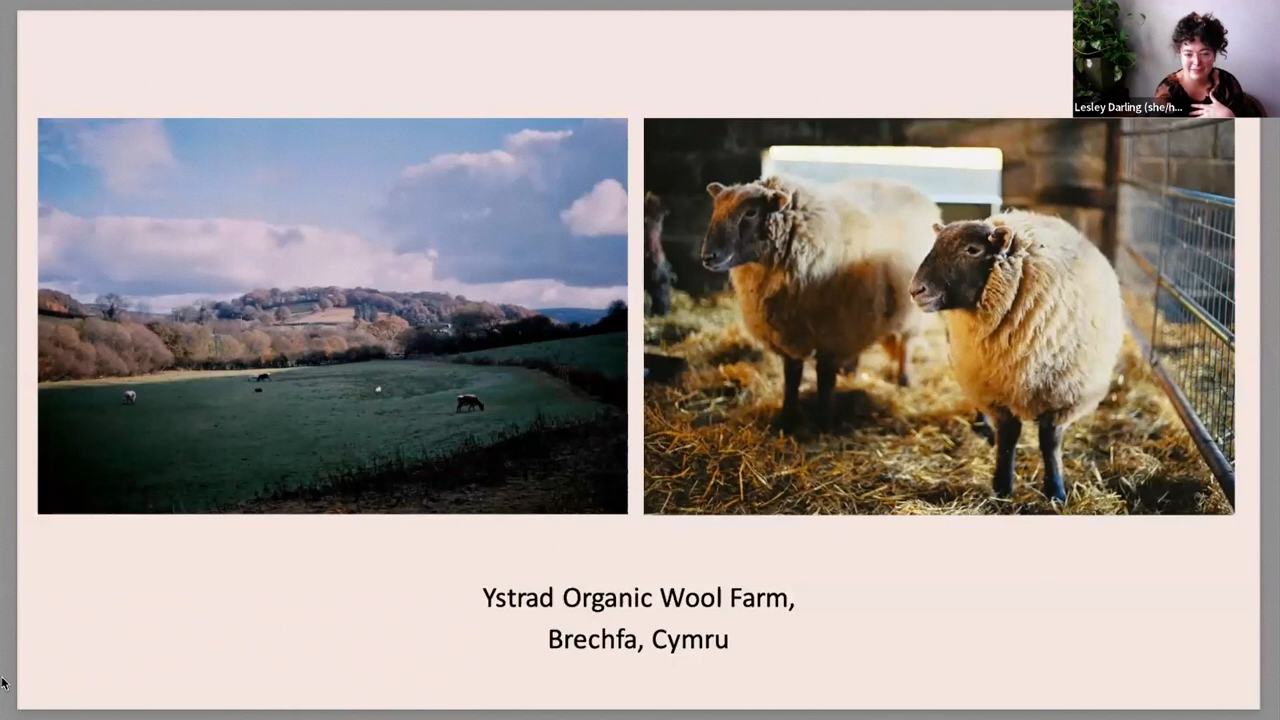 Lesley Darling (she/h...
Ystrad Organic Wool Farm,
Brechfa, Cymru